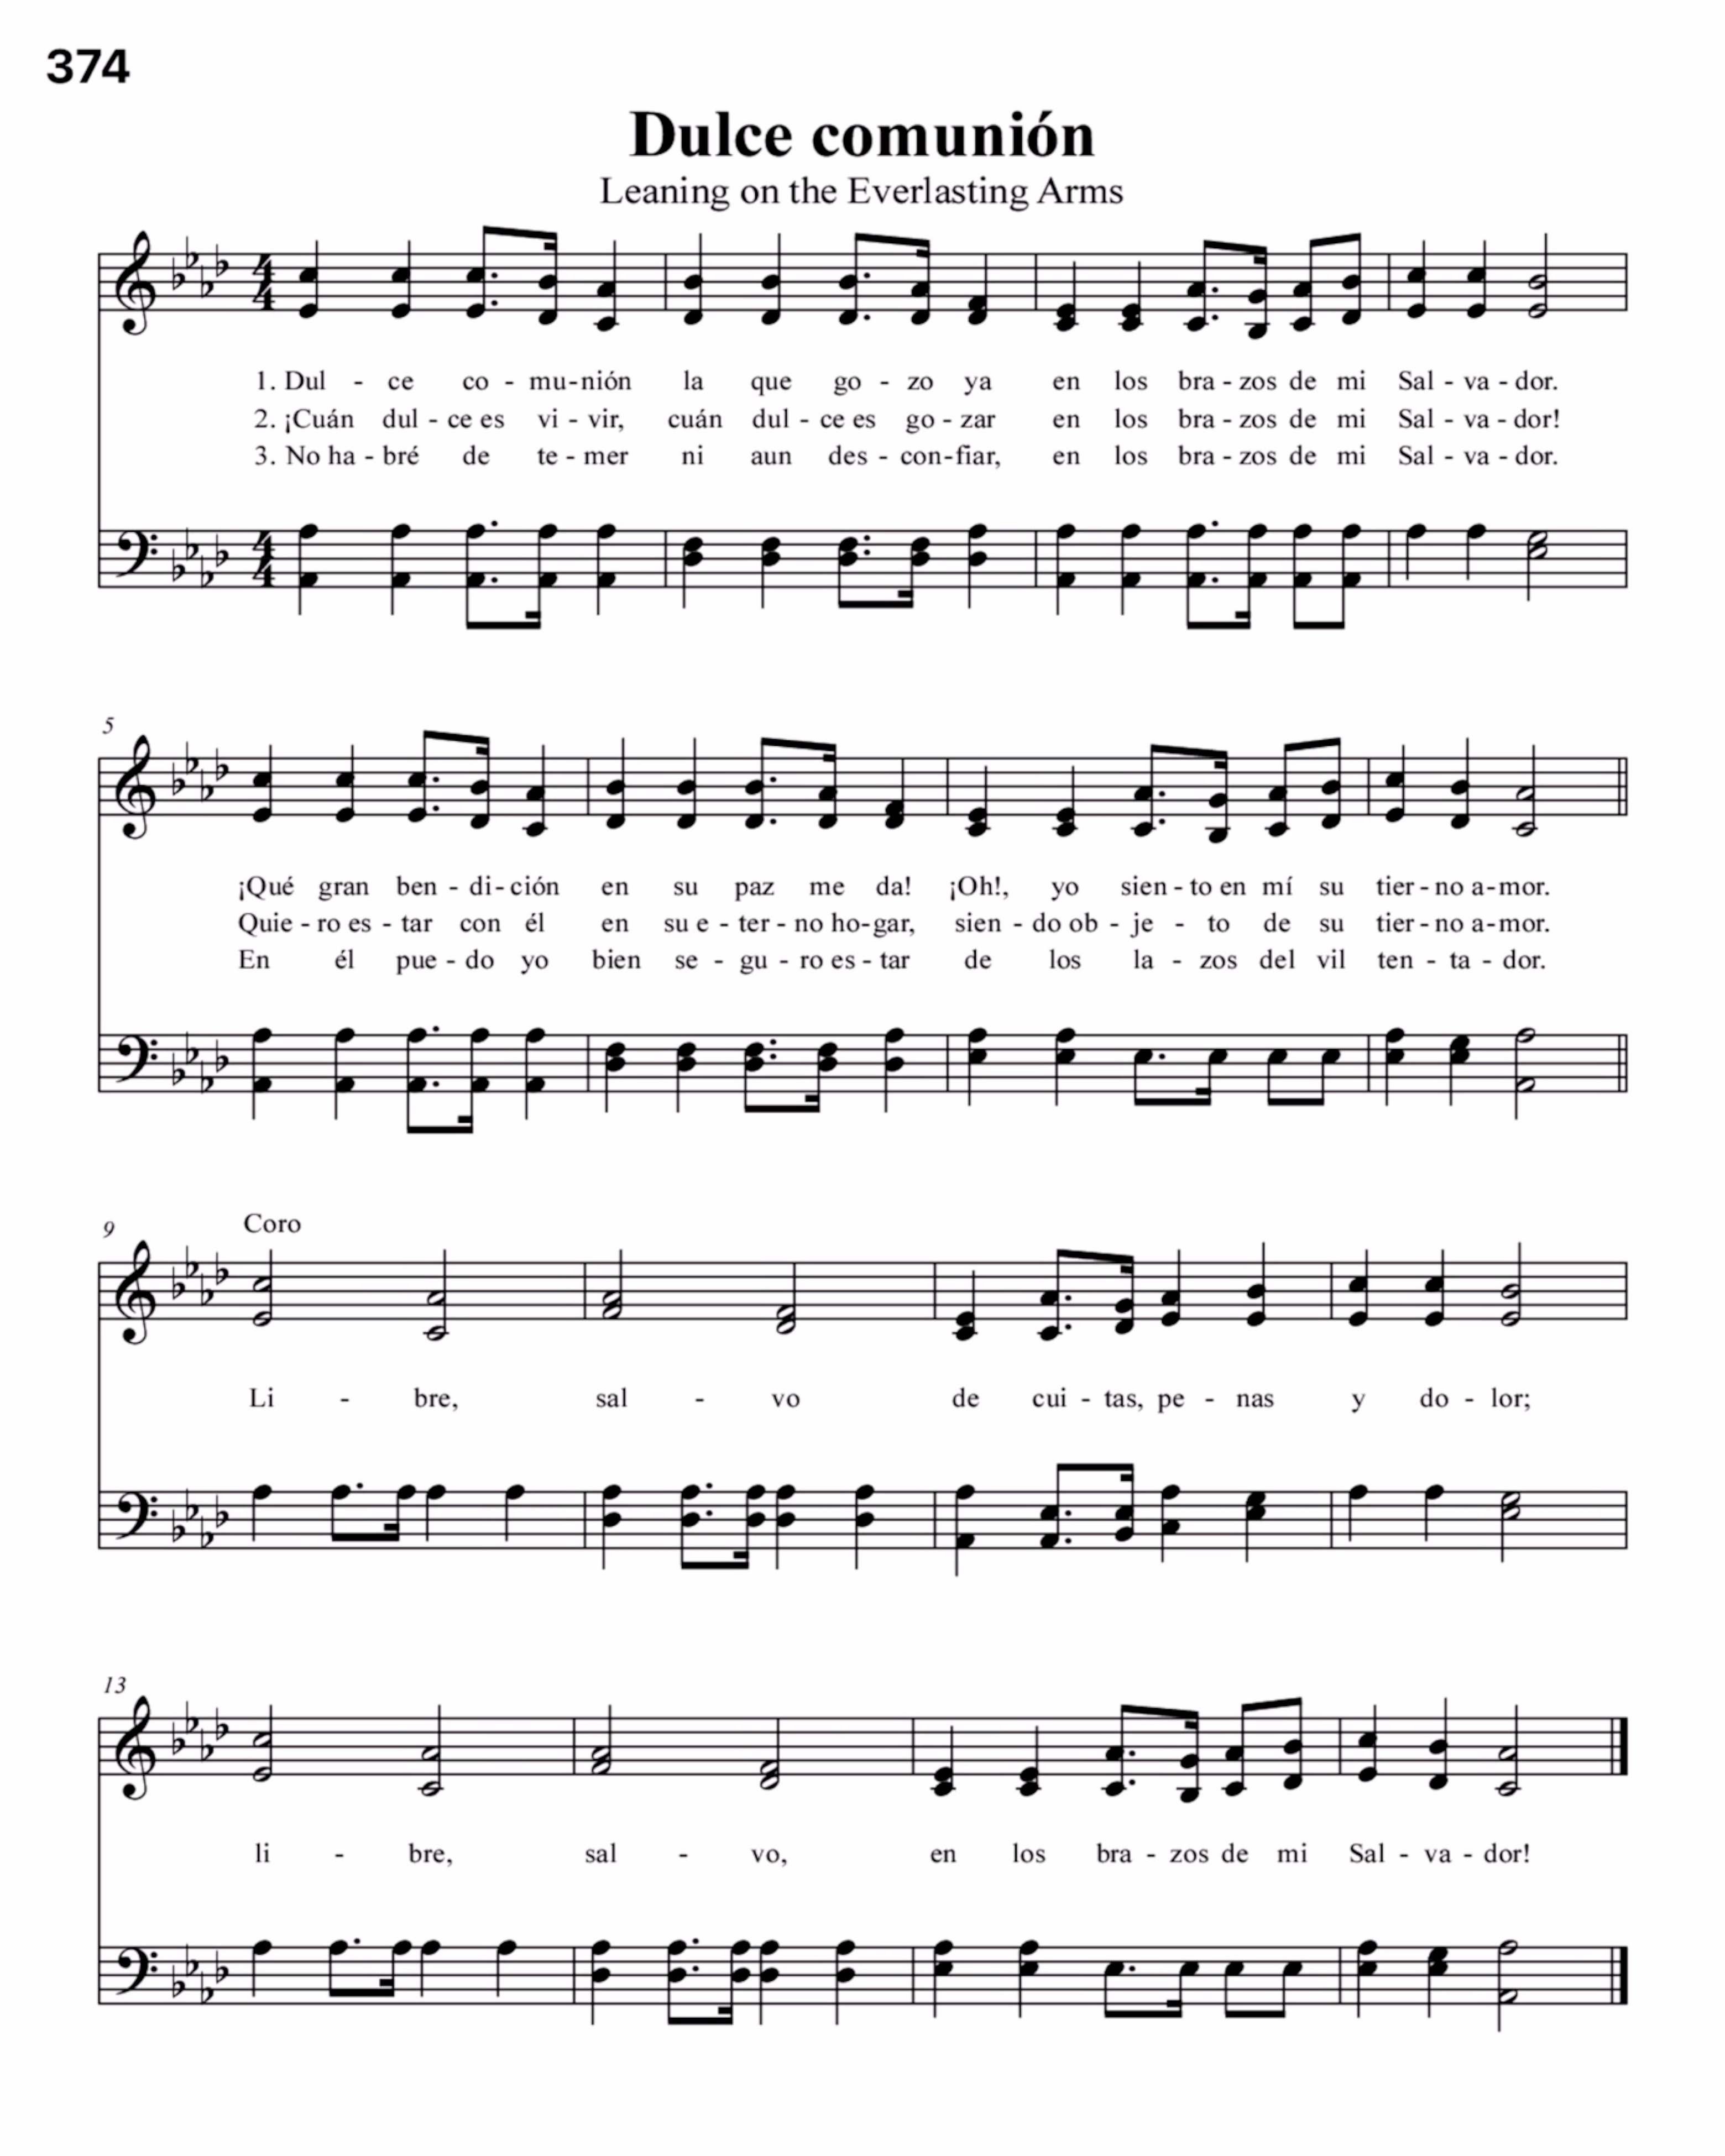 374
Dulce comunión
Leaning on the Everlasting Arms
1. Dul - ce co - mu-nión la que go - zo ya en los bra - zos de mi Sal - va - dor.
2. ¡Cuán dul - ce es vi - vir, cuán dul - ce es go - zar en los bra - zos de mi Sal - va - dor!
3. No ha - bré de te - mer ni aun des - con-fiar, en los bra - zos de mi Sal - va - dor.
5
¡Qué gran ben - di-ción en su paz me da! ¡Oh!, yo sien - to en mí su tier - no a-mor.
Quie - ro es - tar con él en su e - ter - no ho-gar, sien - do ob - je - to de su tier - no a-mor.
En él pue - do yo bien se - gu - ro es - tar de los la - zos del vil ten - ta - dor.
9
Coro
Li - bre, sal - vo de cui - tas, pe - nas y do - lor;
13
li - bre, sal - vo, en los bra - zos de mi Sal - va - dor!